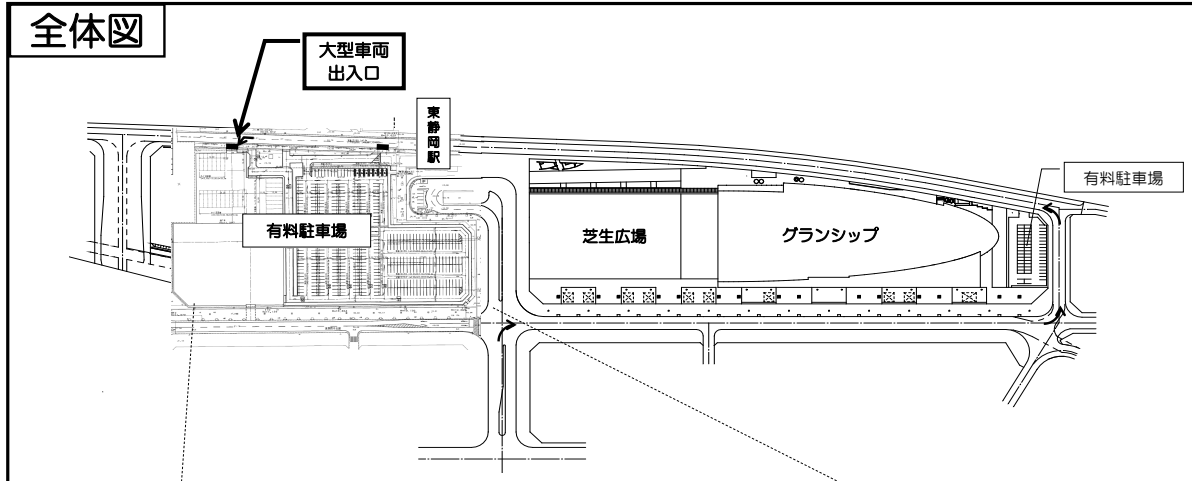 全体図
大型車両
出入口
東静岡駅
有料駐車場
有料駐車場
芝生広場
グランシップ